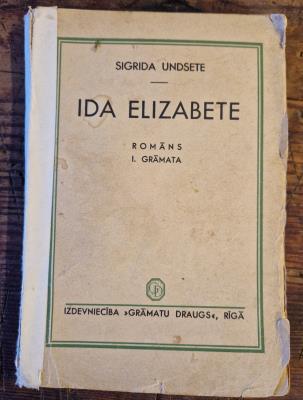 SIGRIDA UNDSETE
IDA ELIZABETE
ROMĀNS
I. GRĀMATA
IZDEVNIECĪBA »GRĀMATU DRAUGS«, RĪGĀ